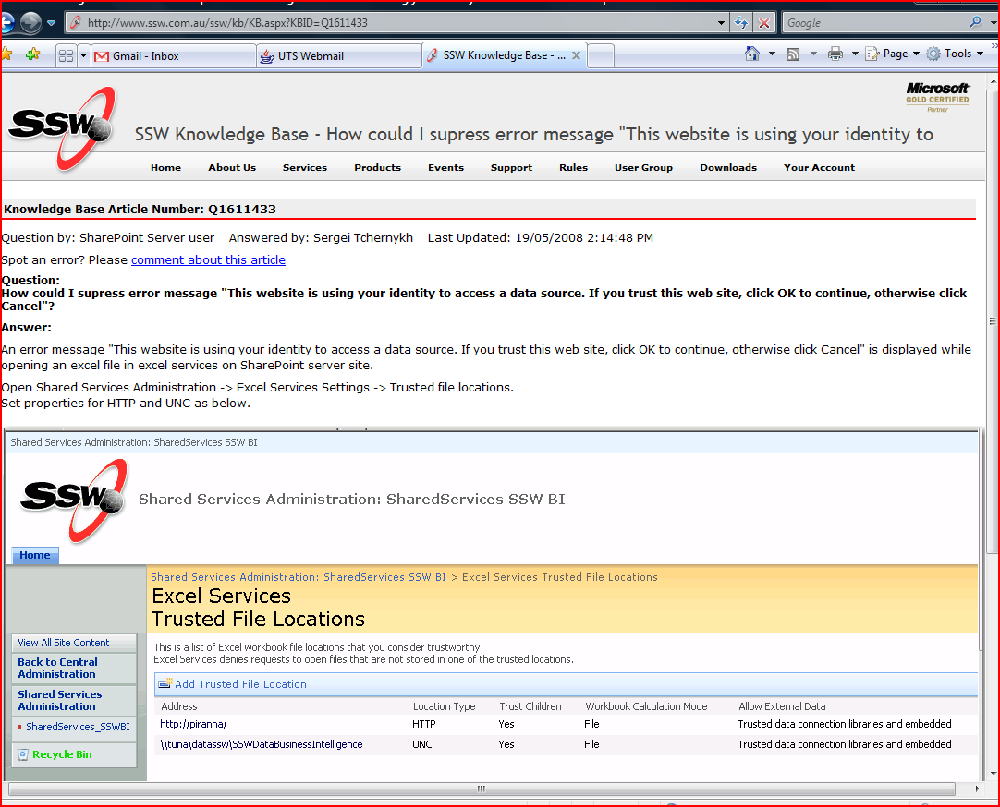 http://www.ssw.com.au/ssw/kb/KB.aspx?KBID=Q1611433
Google
Gmail - Inbox
UTS Webmail
SSW Knowledge Base - ...
Page
Tools
SSW
Microsoft
GOLD CERTIFIED
Partner
SSW Knowledge Base - How could I supress error message "This website is using your identity to
Home About Us Services Products Events Support Rules User Group Downloads Your Account
Knowledge Base Article Number: Q1611433
Question by: SharePoint Server user Answered by: Sergei Tchernykh Last Updated: 19/05/2008 2:14:48 PM
Spot an error? Please comment about this article
Question:
How could I supress error message "This website is using your identity to access a data source. If you trust this web site, click OK to continue, otherwise click
Cancel"?
Answer:
An error message "This website is using your identity to access a data source. If you trust this web site, click OK to continue, otherwise click Cancel" is displayed while
opening an excel file in excel services on SharePoint server site.
Open Shared Services Administration -> Excel Services Settings -> Trusted file locations.
Set properties for HTTP and UNC as below.
Shared Services Administration: SharedServices SSW BI
SSW
Shared Services Administration: SharedServices SSW BI
Home
Shared Services Administration: SharedServices SSW BI > Excel Services Trusted File Locations
Excel Services
Trusted File Locations
View All Site Content
Back to Central
Administration
Shared Services
Administration
SharedServices_SSWBI
Recycle Bin
This is a list of Excel workbook file locations that you consider trustworthy.
Excel Services denies requests to open files that are not stored in one of the trusted locations.
Add Trusted File Location
Address Location Type Trust Children Workbook Calculation Mode Allow External Data
http://piranha/ HTTP Yes File Trusted data connection libraries and embedded
\\tuna\datassw\SSWDataBusinessIntelligence UNC Yes File Trusted data connection libraries and embedded